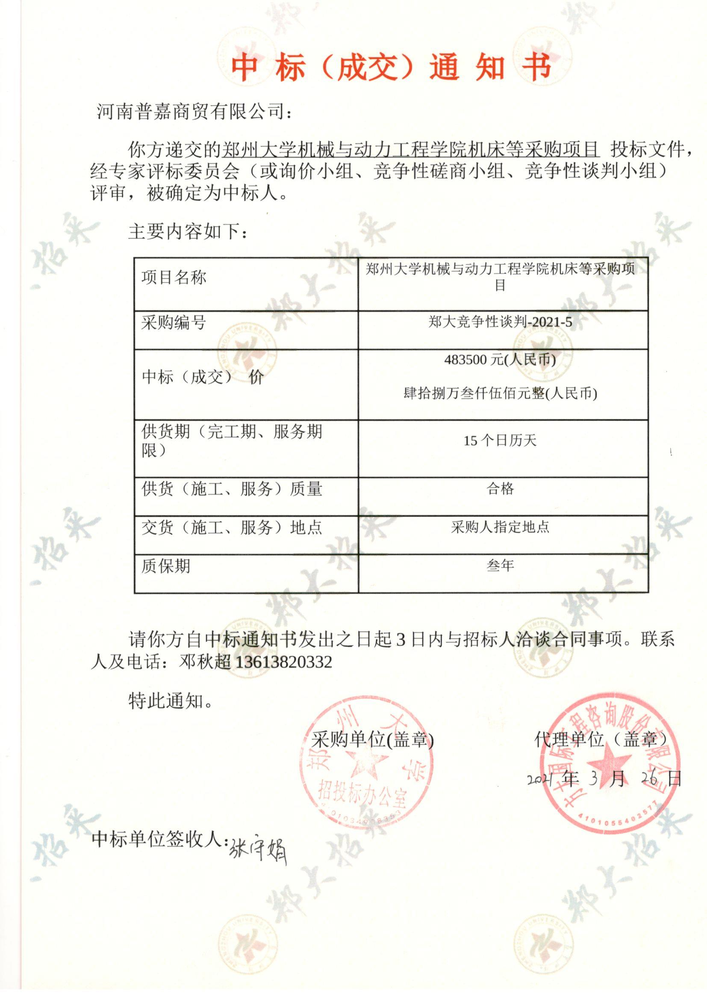 中标（成交）通知书
河南普嘉商贸有限公司：
你方递交的郑州大学机械与动力工程学院机床等采购项目 投标文件，
经专家评标委员会（或询价小组、竞争性磋商小组、竞争性谈判小组）
评审，被确定为中标人。
主要内容如下：
项目名称
郑州大学机械与动力工程学院机床等采购项
目
采购编号
郑大竞争性谈判-2021-5
中标（成交） 价
483500 元(人民币)
肆拾捌万叁仟伍佰元整(人民币)
供货期（完工期、服务期
限）
15 个日历天
供货（施工、服务）质量
合格
交货（施工、服务）地点
采购人指定地点
质保期
叁年
请你方自中标通知书发出之日起 3 日内与招标人洽谈合同事项。联系
人及电话：邓秋超 13613820332
特此通知。
采购单位(盖章)
代理单位（盖章）
2021 年 3 月 26 日
郑州大学
招投标办公室
方大国际工程咨询股份有限公司
4101055402577
中标单位签收人：张守娟
郑大招采
ZHENGZHOU UNIVERSITY